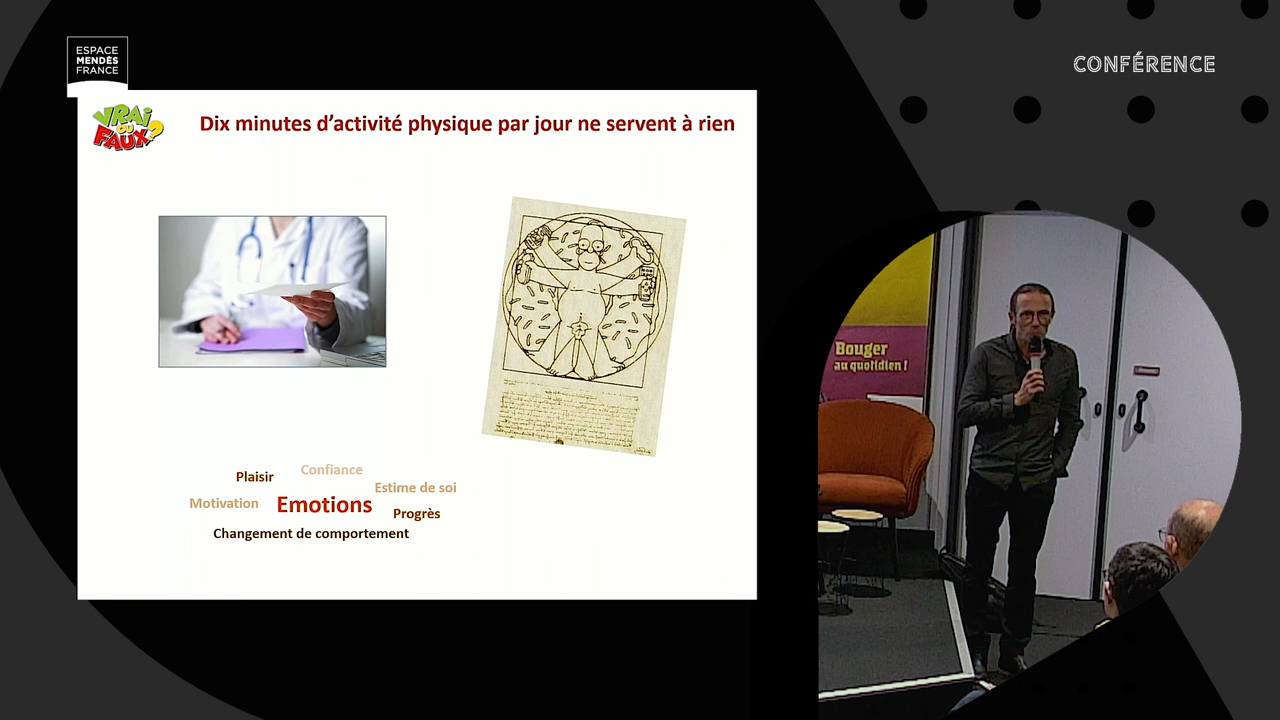 ESPACE
MENDÈS
FRANCE
CONFÉRENCE
VRAI
OU
FAUX?
Dix minutes d'activité physique par jour ne servent à rien
Bouger
au quotidien !
Confiance
Plaisir
Estime de soi
Motivation
Emotions
Progrès
Changement de comportement